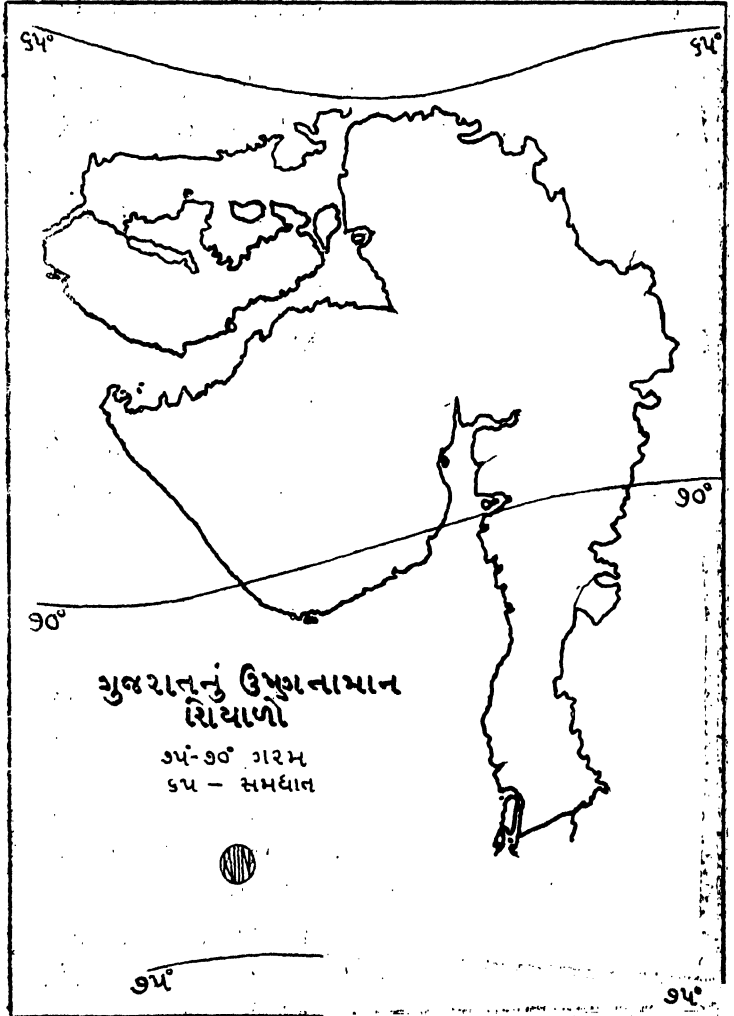 ૬૫° ૬૫°
૭૦°
૭૦°
ગુજરાતનું ઉષ્ણતામાન
શિયાળો
૭૫-૭૦° ગરમ
૬૫ – સમધાત
૭૫°
૭૫°